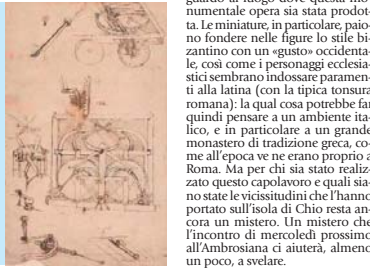 guardo al luogo dove questa mo-
numentale opera sia stata prodot-
ta. Le miniature, in particolare, paio-
no fondere nelle figure lo stile bi-
zantino con un «gusto» occidenta-
le, così come i personaggi ecclesia-
stici sembrano indossare paramen-
ti alla latina (con la tipica tonsura
romana): la qual cosa potrebbe far
quindi pensare a un ambiente ita-
lico, e in particolare a un grande
monastero di tradizione greca, co-
me all'epoca ve ne erano proprio a
Roma. Ma per chi sia stato realiz-
zato questo capolavoro e quali sia-
no state le vicissitudini che l'hanno
portato sull'isola di Chio resta an-
cora un mistero. Un mistero che
l'incontro di mercoledì prossimo
all'Ambrosiana ci aiuterà, almeno
un poco, a svelare.